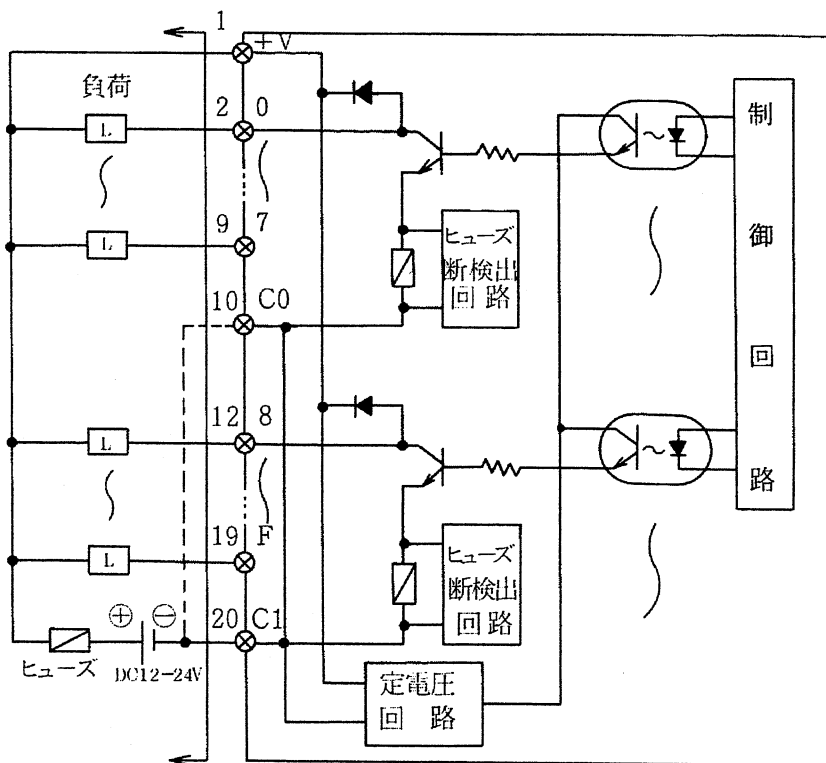 1
+V
負荷
2 0
L
9 7
L
10 C0
12 8
L
19 F
L
20 C1
⊕ ⊖
ヒューズ
DC12-24V
ヒューズ
断検出
回路
ヒューズ
断検出
回路
定電圧
回路
制御回路